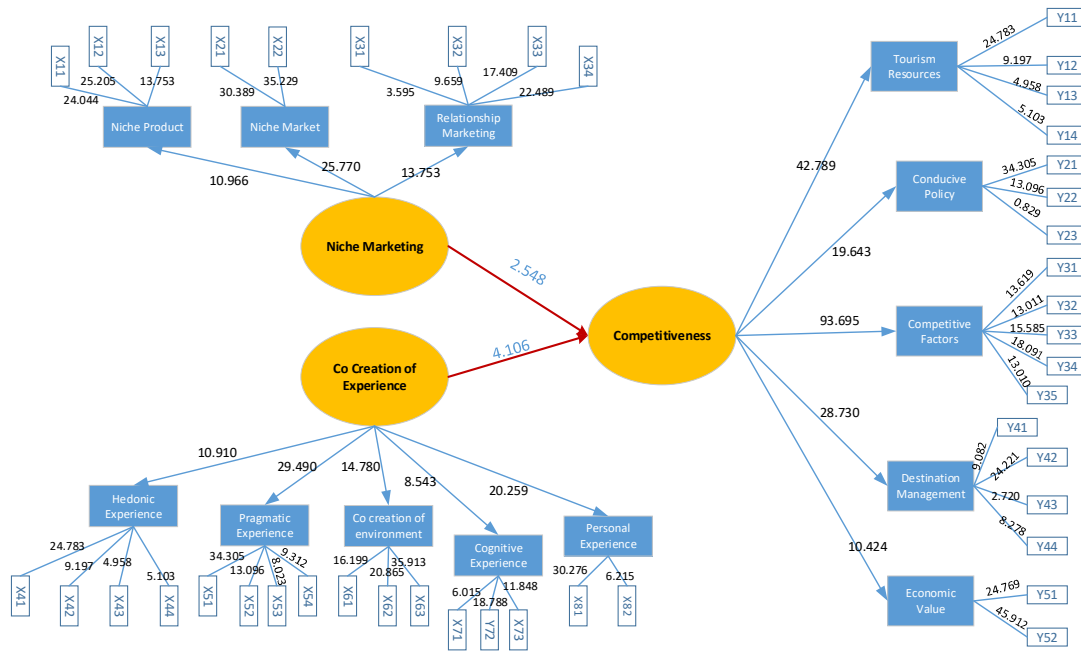 X11
X12
X13
X21
X22
X31
X32
X33
X34
24.044
25.205
13.753
30.389
35.229
3.595
9.659
17.409
22.489
Niche Product
Niche Market
Relationship
Marketing
10.966
25.770
13.753
Niche Marketing
2.548
Co Creation of
Experience
4.106
Competitiveness
10.910
29.490
14.780
8.543
20.259
Hedonic
Experience
Pragmatic
Experience
Co creation of
environment
Cognitive
Experience
Personal
Experience
24.783
9.197
4.958
5.103
34.305
13.096
8.023
9.312
16.199
20.865
35.913
6.015
18.788
11.848
30.276
6.215
X41
X42
X43
X44
X51
X52
X53
X54
X61
X62
X63
X71
Y72
X73
X81
X82
42.789
19.643
93.695
28.730
10.424
Tourism
Resources
24.783
9.197
4.958
5.103
Y11
Y12
Y13
Y14
Conducive
Policy
34.305
13.096
0.829
Y21
Y22
Y23
Competitive
Factors
13.619
13.011
15.585
18.091
13.010
Y31
Y32
Y33
Y34
Y35
Destination
Management
9.082
24.221
2.720
8.278
Y41
Y42
Y43
Y44
Economic
Value
24.769
45.912
Y51
Y52